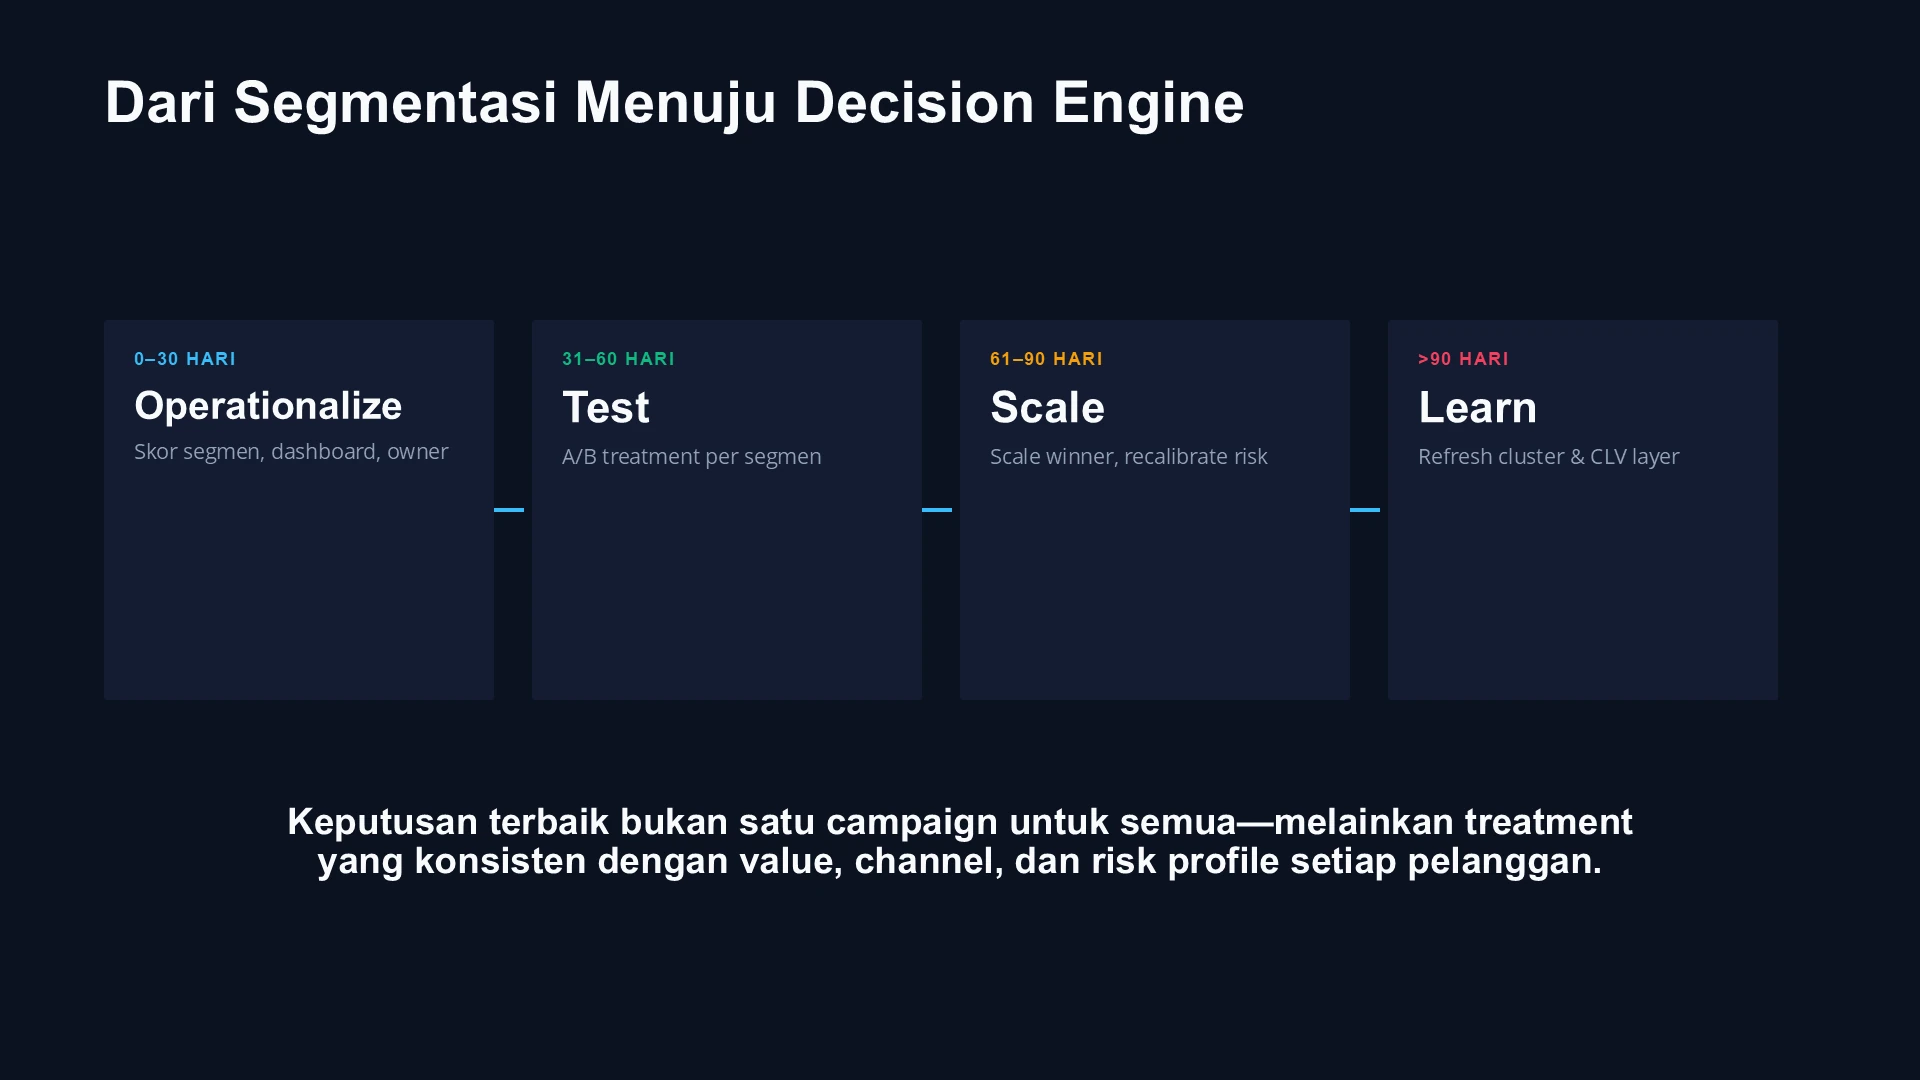 Dari Segmentasi Menuju Decision Engine
0–30 HARI
Operationalize
Skor segmen, dashboard, owner
31–60 HARI
Test
A/B treatment per segmen
61–90 HARI
Scale
Scale winner, recalibrate risk
>90 HARI
Learn
Refresh cluster & CLV layer
Keputusan terbaik bukan satu campaign untuk semua—melainkan treatment
yang konsisten dengan value, channel, dan risk profile setiap pelanggan.